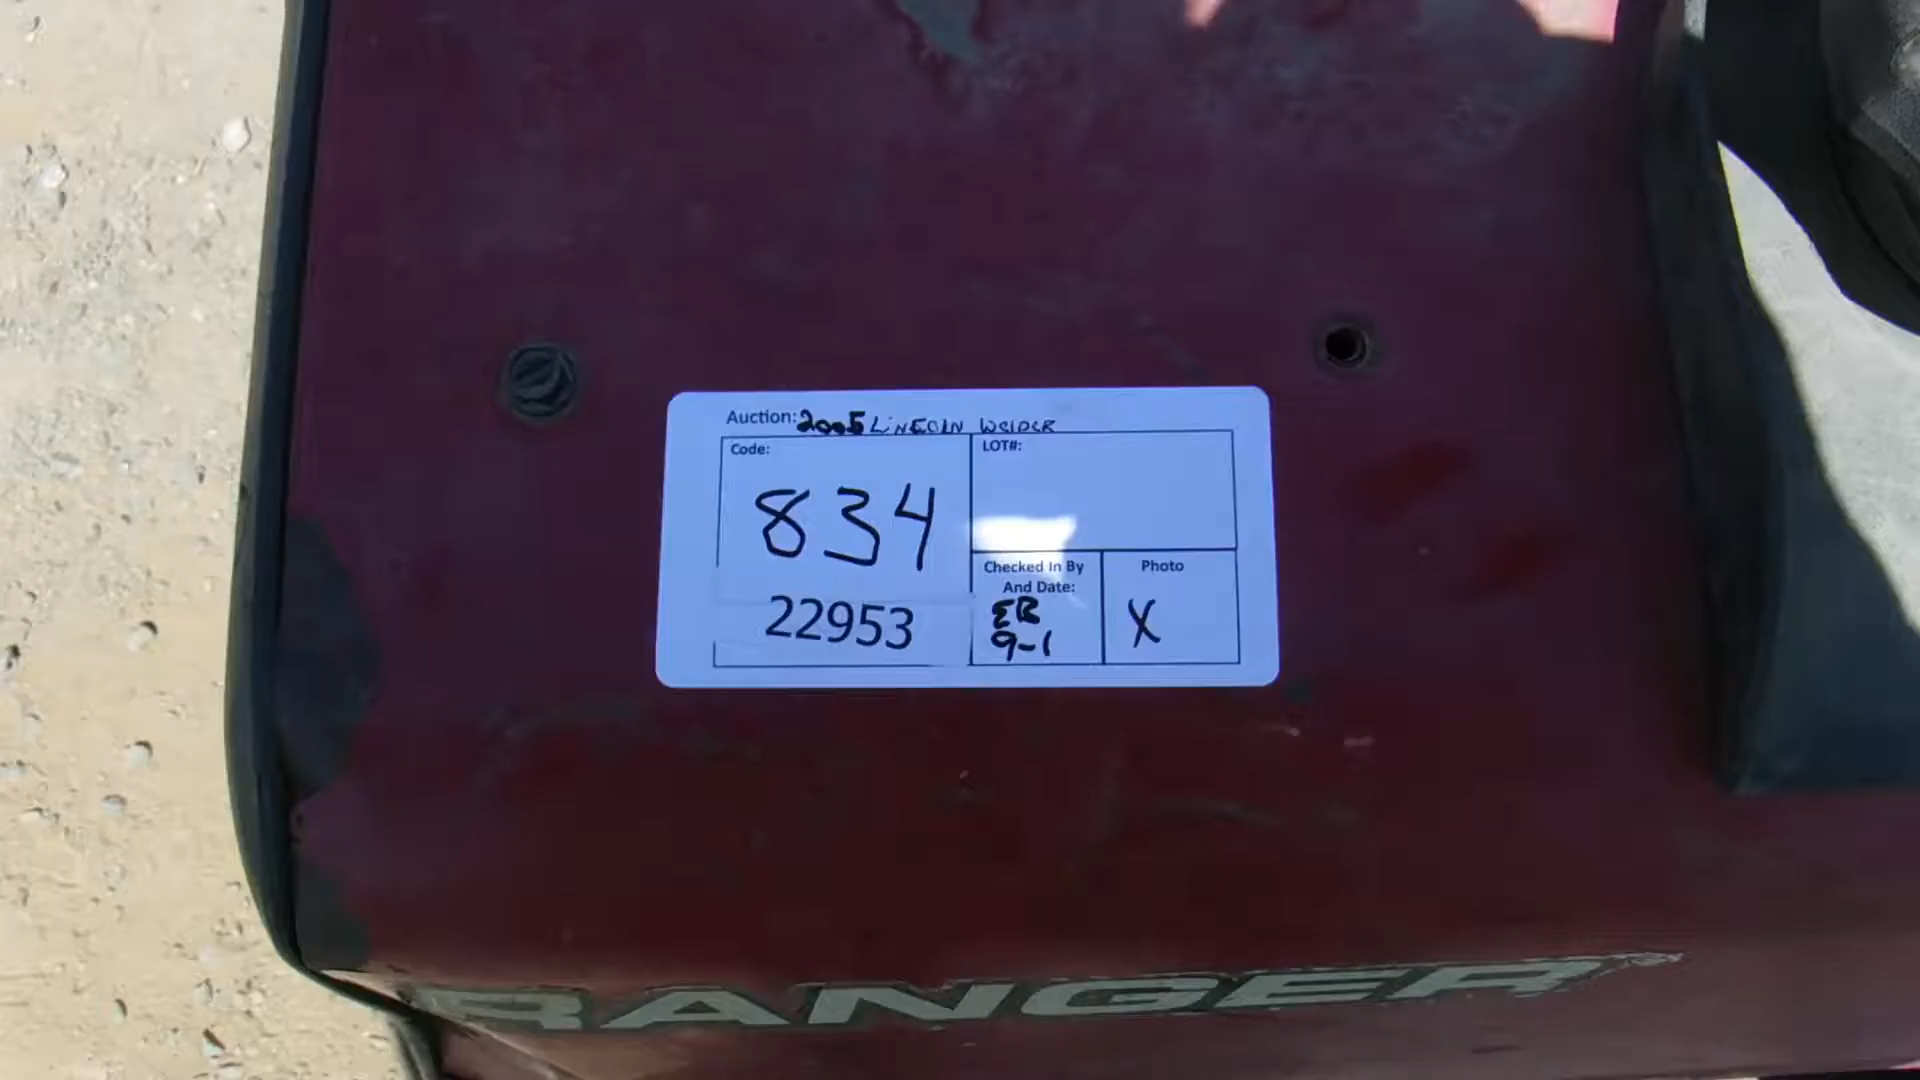 Auction: 2005 LINCOLN WELDER
Code:
834
22953
LOT#:
Checked In By
And Date:
EB
9-1
Photo
X
RANGER